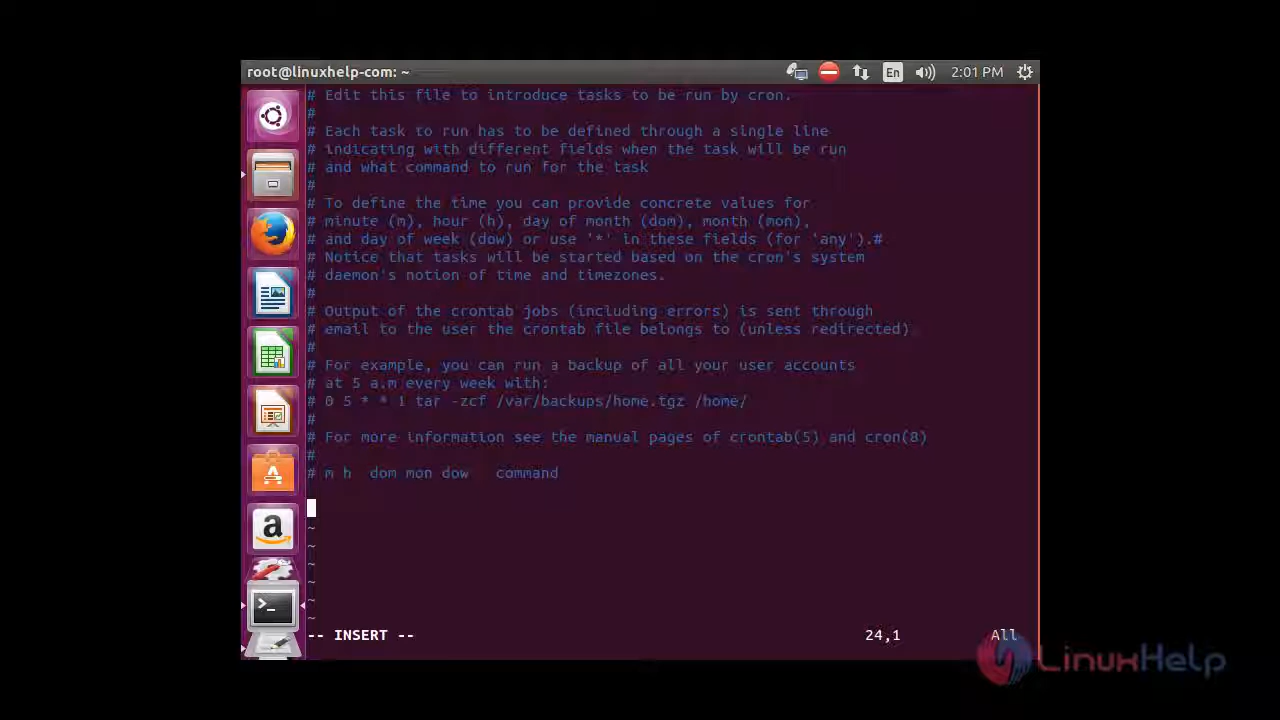 root@linuxhelp-com: ~
En
2:01 PM
# Edit this file to introduce tasks to be run by cron.
#
# Each task to run has to be defined through a single line
# indicating with different fields when the task will be run
# and what command to run for the task
#
# To define the time you can provide concrete values for
# minute (m), hour (h), day of month (dom), month (mon),
# and day of week (dow) or use '*' in these fields (for 'any').#
# Notice that tasks will be started based on the cron's system
# daemon's notion of time and timezones.
#
# Output of the crontab jobs (including errors) is sent through
# email to the user the crontab file belongs to (unless redirected).
#
# For example, you can run a backup of all your user accounts
# at 5 a.m every week with:
# 0 5 * * 1 tar -zcf /var/backups/home.tgz /home/
#
# For more information see the manual pages of crontab(5) and cron(8)
#
# m h  dom mon dow   command
~
~
~
~
~
~
-- INSERT --
24,1
All
LinuxHelp